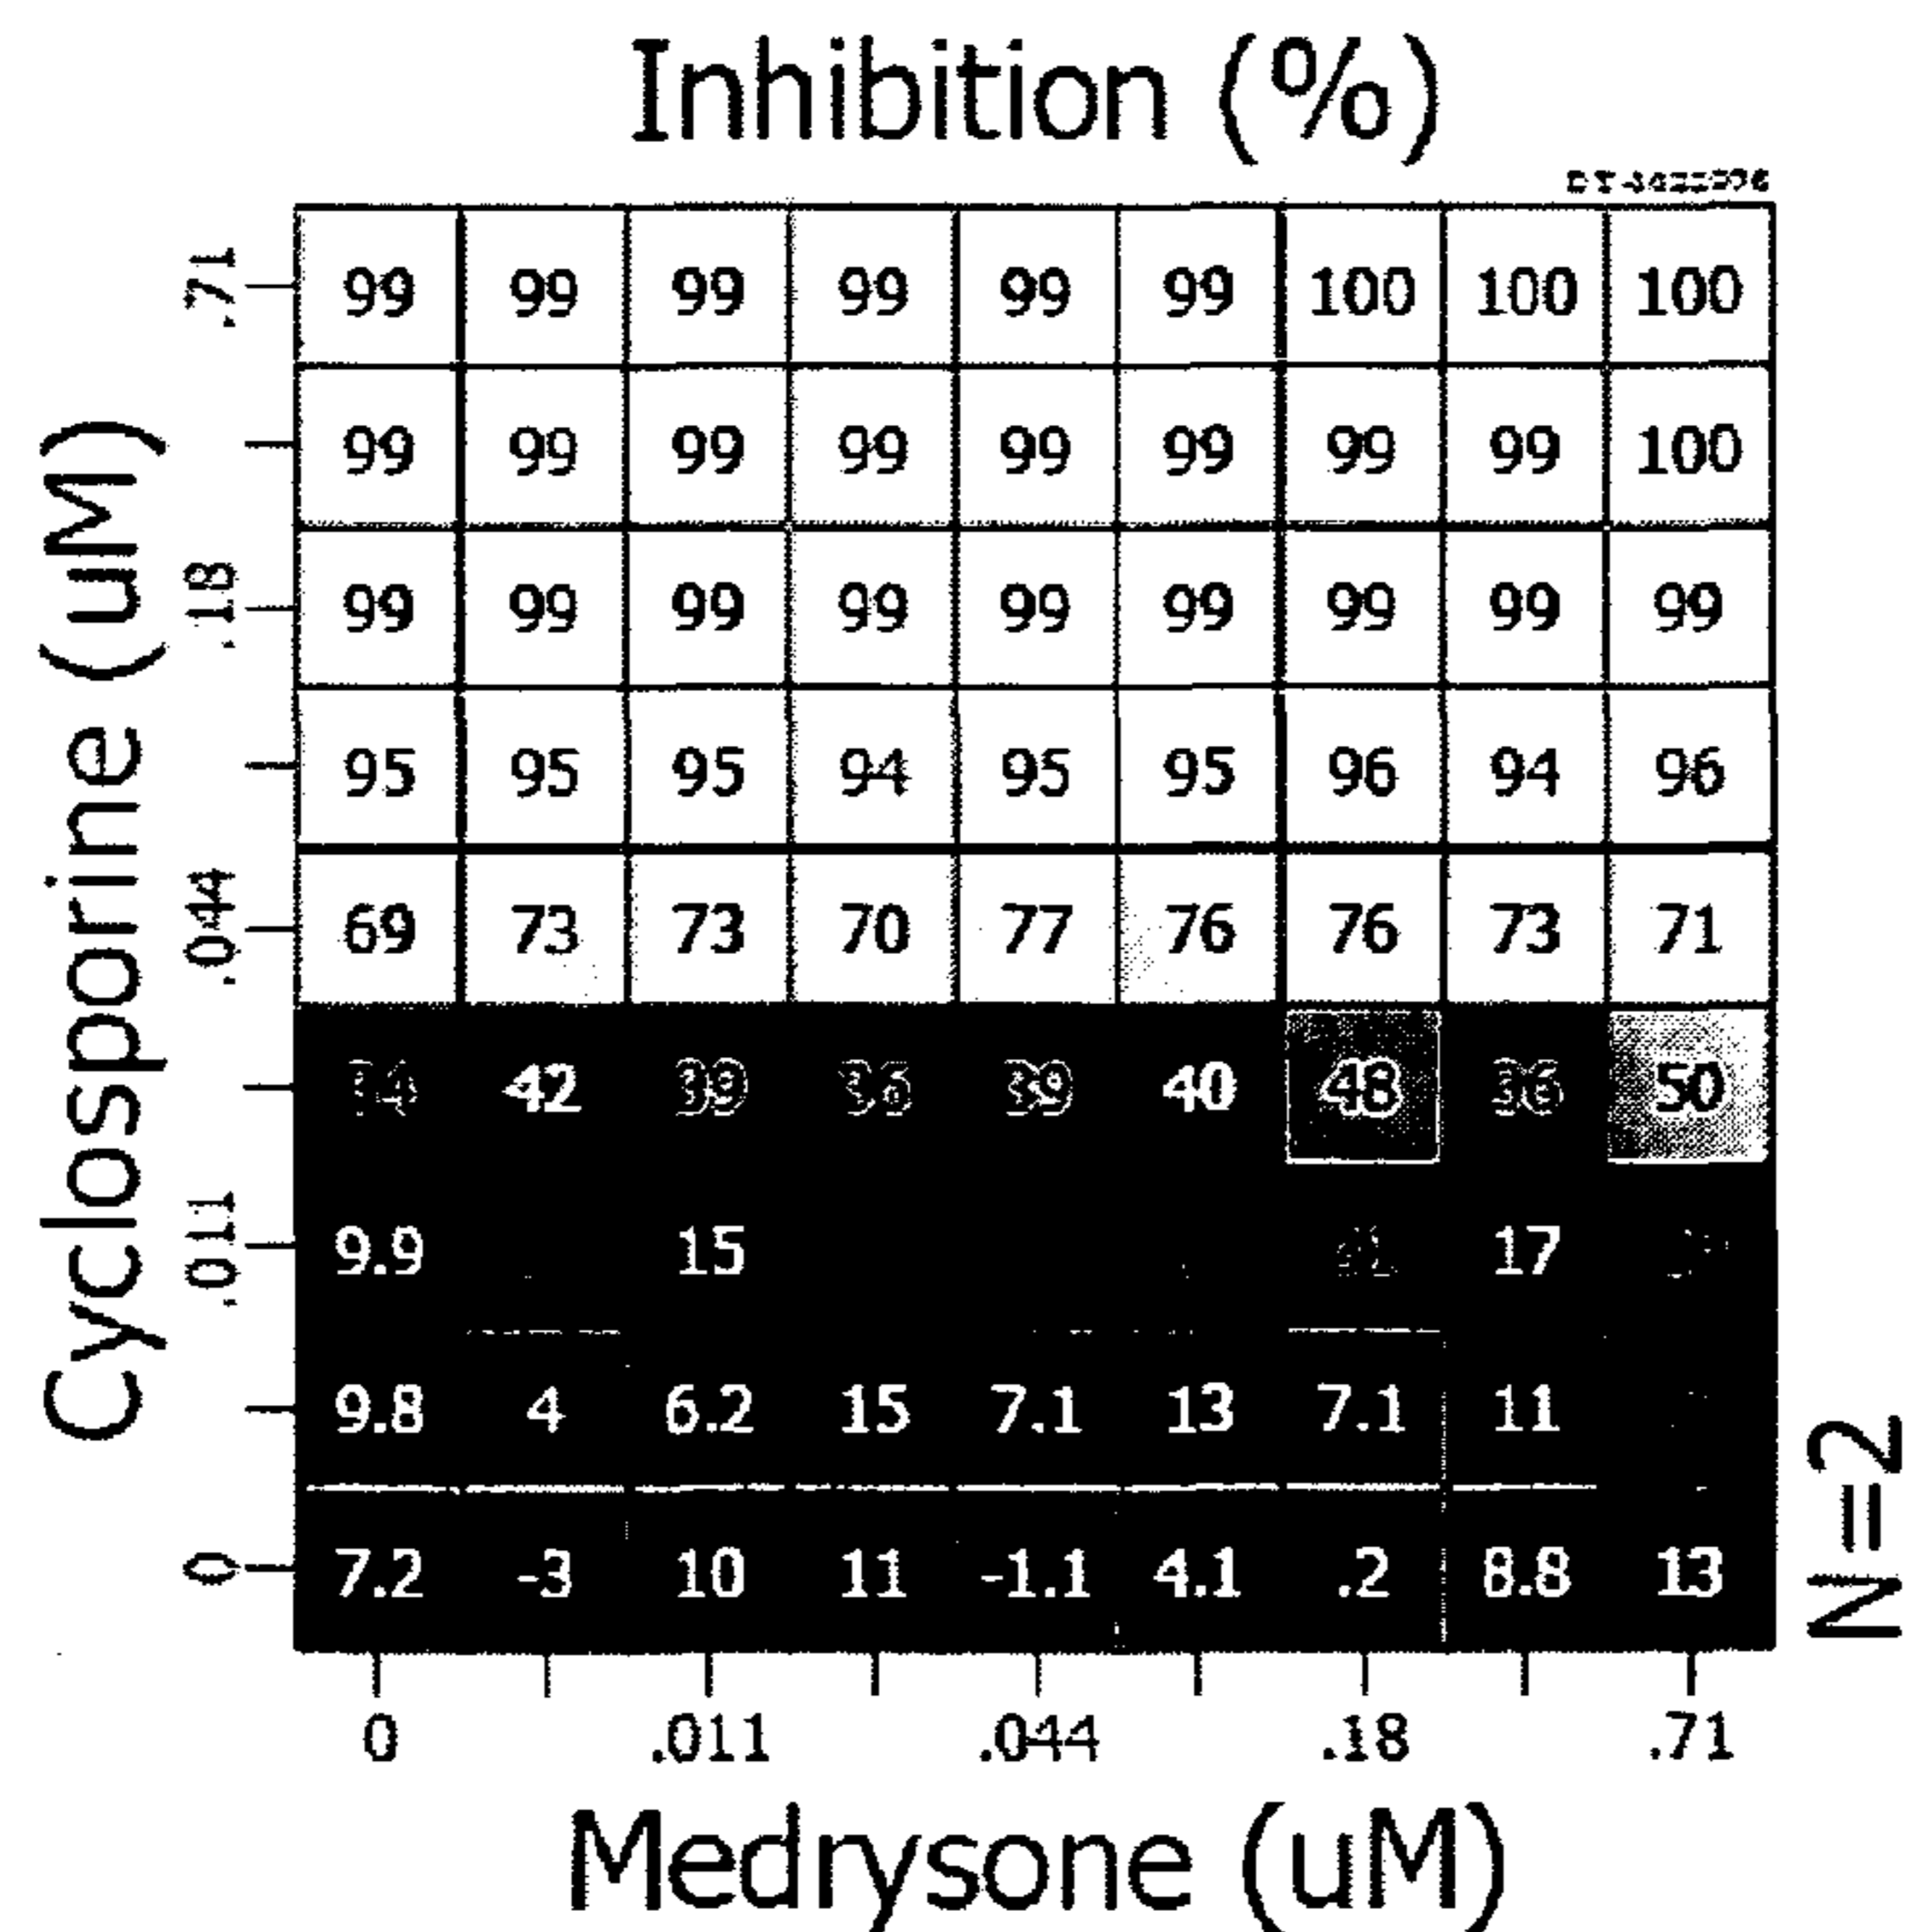 Inhibition (%)
Cyclosporine (uM)
.71 99 99 99 99 99 99 100 100 100
99 99 99 99 99 99 99 99 100
.18 99 99 99 99 99 99 99 99 99
95 95 95 94 95 95 96 94 96
.044 69 73 73 70 77 76 76 73 71
34 42 39 36 39 40 48 36 50
.011 9.9 15 17
9.8 4 6.2 15 7.1 13 7.1 11
0 7.2 -3 10 11 -1.1 4.1 .2 8.8 13
N=2
0 .011 .044 .18 .71
Medrysone (uM)